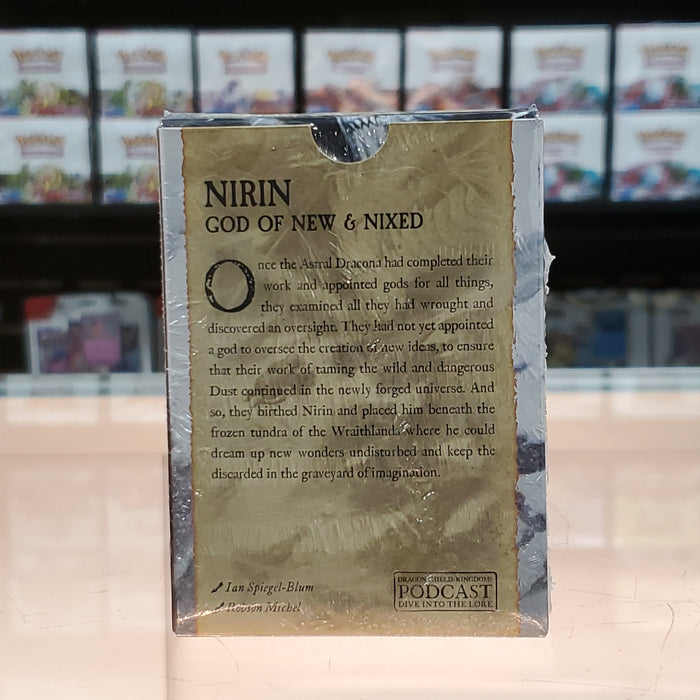 NIRIN
GOD OF NEW & NIXED
Once the Astral Dracona had completed their
work and appointed gods for all things,
they examined all they had wrought and
discovered an oversight. They had not yet appointed
a god to oversee the creation of new ideas, to ensure
that their work of taming the wild and dangerous
Dust continued in the newly forged universe. And
so, they birthed Nirin and placed him beneath the
frozen tundra of the Wraithlands where he could
dream up new wonders undisturbed and keep the
discarded in the graveyard of imagination.
Ian Spiegel-Blum
Robson Michel
DRAGON SHIELD KINGDOMS
PODCAST
DIVE INTO THE LORE